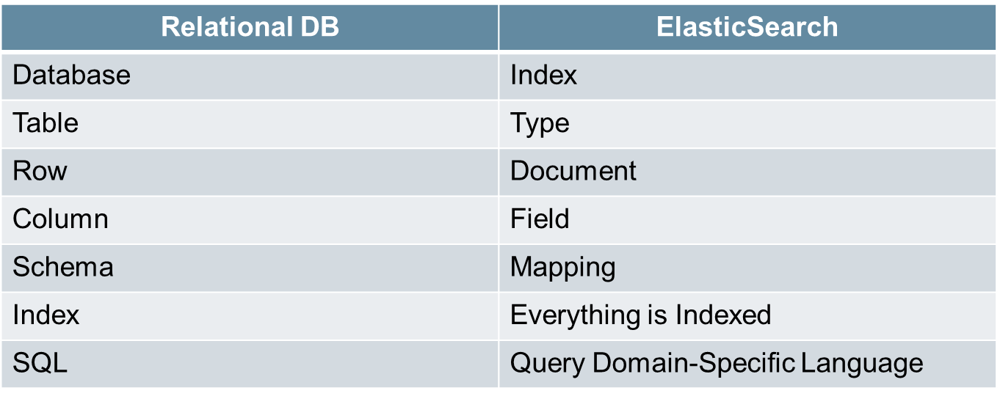 Relational DB ElasticSearch
Database Index
Table Type
Row Document
Column Field
Schema Mapping
Index Everything is Indexed
SQL Query Domain-Specific Language